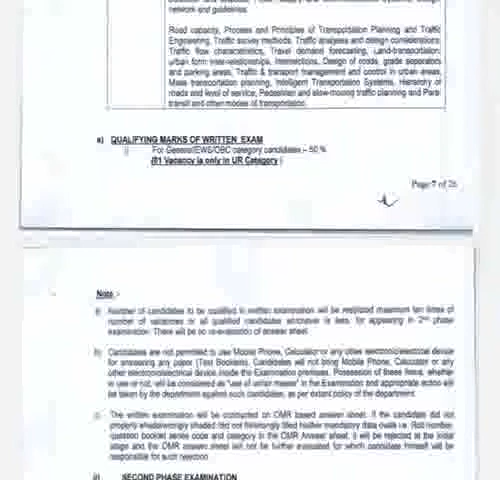 network and guidelines.
Road capacity, Process and Principles of Transportation Planning and Traffic
Engineering, Traffic survey methods, Traffic analyses and design considerations,
Traffic flow characteristics, Travel demand forecasting, Land-transportation,
urban form inter-relationships, Intersections, Design of roads, grade separators
and parking areas, Traffic & transport management and control in urban areas,
Mass transportation planning, Intelligent Transportation Systems, Hierarchy of
roads and level of service, Pedestrian and slow-moving traffic planning and Para
transit and other modes of transportation.
a) QUALIFYING MARKS OF WRITTEN EXAM
i) For General/EWS/OBC category candidates – 50 %
(01 Vacancy is only in UR Category )
Page 7 of 26
Note :-
Number of candidates to be qualified in written examination will be restricted maximum ten times of
number of vacancies or all qualified candidates whichever is less, for appearing in 2nd phase
examination. There will be no re-evaluation of answer sheet.
Candidates are not permitted to use Mobile Phone, Calculator or any other electronic/electrical device
for answering any paper (Test Booklets). Candidates will not bring Mobile Phone, Calculator or any
other electronic/electrical device inside the Examination premises. Possession of these items, whether
in use or not, will be considered as "use of unfair means" in the Examination and appropriate action will
be taken by the department against such candidates, as per extant policy of the department.
The written examination will be conducted on OMR based answer sheet. If the candidate did not
properly shaded/wrongly shaded /did not fill/wrongly filled his/her mandatory data ovals i.e. Roll number,
question booklet series code and category in the OMR Answer sheet, it will be rejected at the initial
stage and the OMR answer sheet will not be further evaluated for which candidate himself will be
responsible for such rejection.
SECOND PHASE EXAMINATION